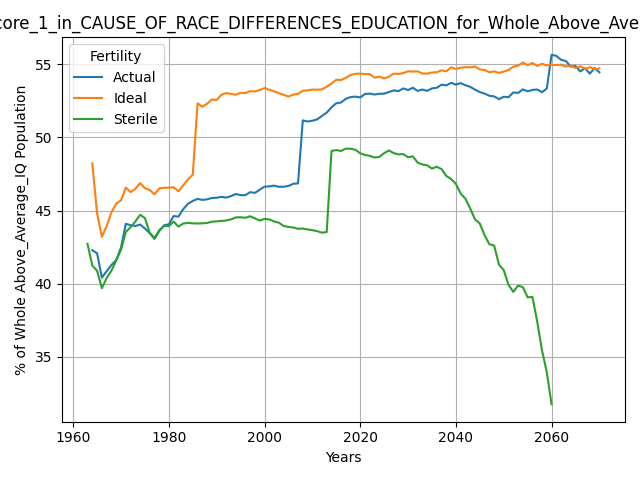 core_1_in_CAUSE_OF_RACE_DIFFERENCES_EDUCATION_for_Whole_Above_Ave
Fertility
Actual
Ideal
Sterile
% of Whole Above_Average_IQ Population
55
50
45
40
35
1960
1980
2000
2020
2040
2060
Years